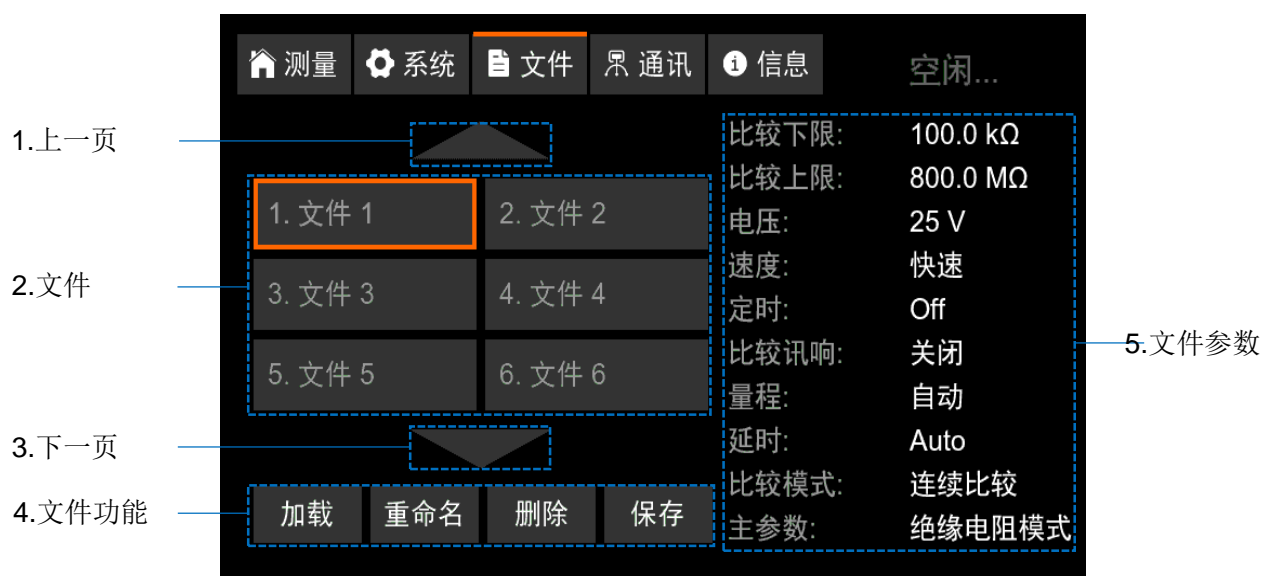 测量 系统 文件 通讯 信息 空闲...
1.上一页
2.文件
3.下一页
4.文件功能
1. 文件 1 2. 文件 2
3. 文件 3 4. 文件 4
5. 文件 5 6. 文件 6
加载 重命名 删除 保存
比较下限: 100.0 kΩ
比较上限: 800.0 MΩ
电压: 25 V
速度: 快速
定时: Off
比较讯响: 关闭
量程: 自动
延时: Auto
比较模式: 连续比较
主参数: 绝缘电阻模式
5.文件参数